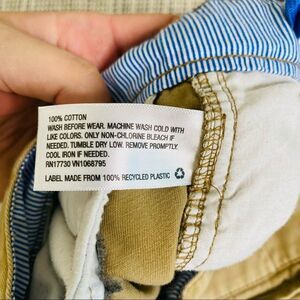 100% COTTON
WASH BEFORE WEAR. MACHINE WASH COLD WITH
LIKE COLORS. ONLY NON-CHLORINE BLEACH IF
NEEDED. TUMBLE DRY LOW. REMOVE PROMPTLY.
COOL IRON IF NEEDED.
RN17730 VN1068795
LABEL MADE FROM 100% RECYCLED PLASTIC